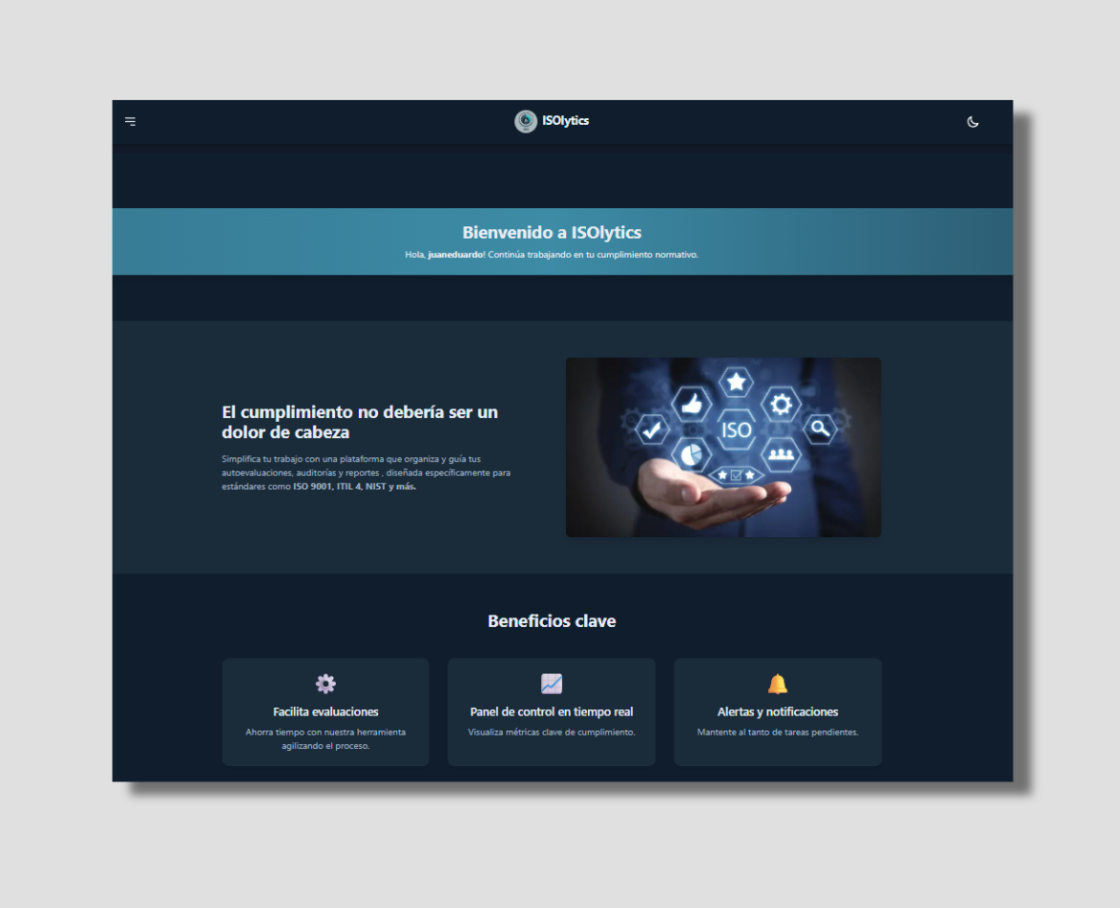 ISOlytics
Bienvenido a ISOlytics
Hola, juaneduardo! Continúa trabajando en tu cumplimiento normativo.
El cumplimiento no debería ser un
dolor de cabeza
Simplifica tu trabajo con una plataforma que organiza y guía tus
autoevaluaciones, auditorías y reportes , diseñada específicamente para
estándares como ISO 9001, ITIL 4, NIST y más.
ISO
Beneficios clave
Facilita evaluaciones
Ahorra tiempo con nuestra herramienta
agilizando el proceso.
Panel de control en tiempo real
Visualiza métricas clave de cumplimiento.
Alertas y notificaciones
Mantente al tanto de tareas pendientes.